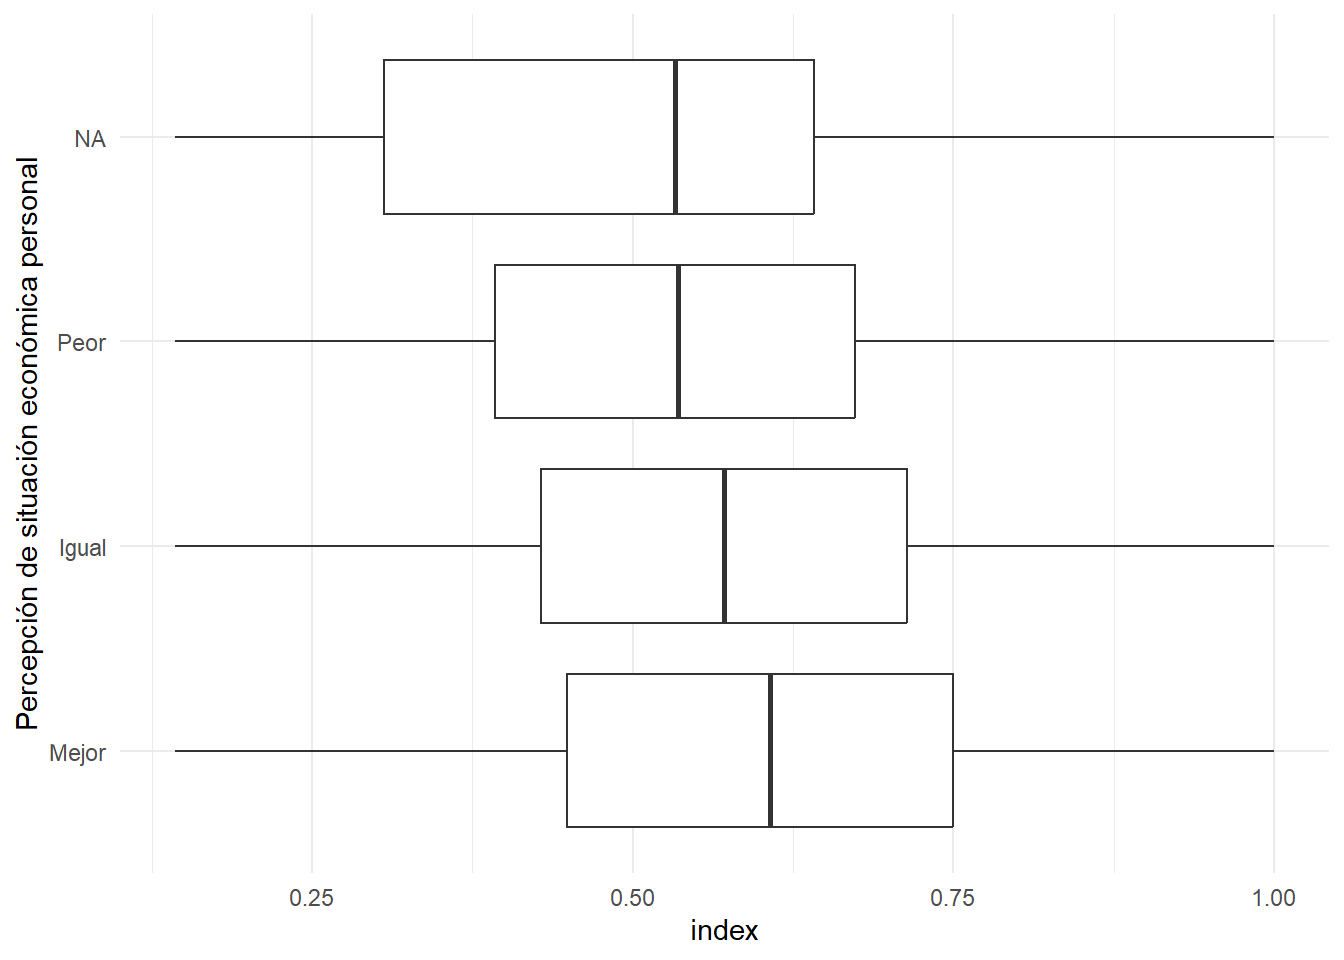 Percepción de situación económica personal
NA
Peor
Igual
Mejor
0.25 0.50 0.75 1.00
index